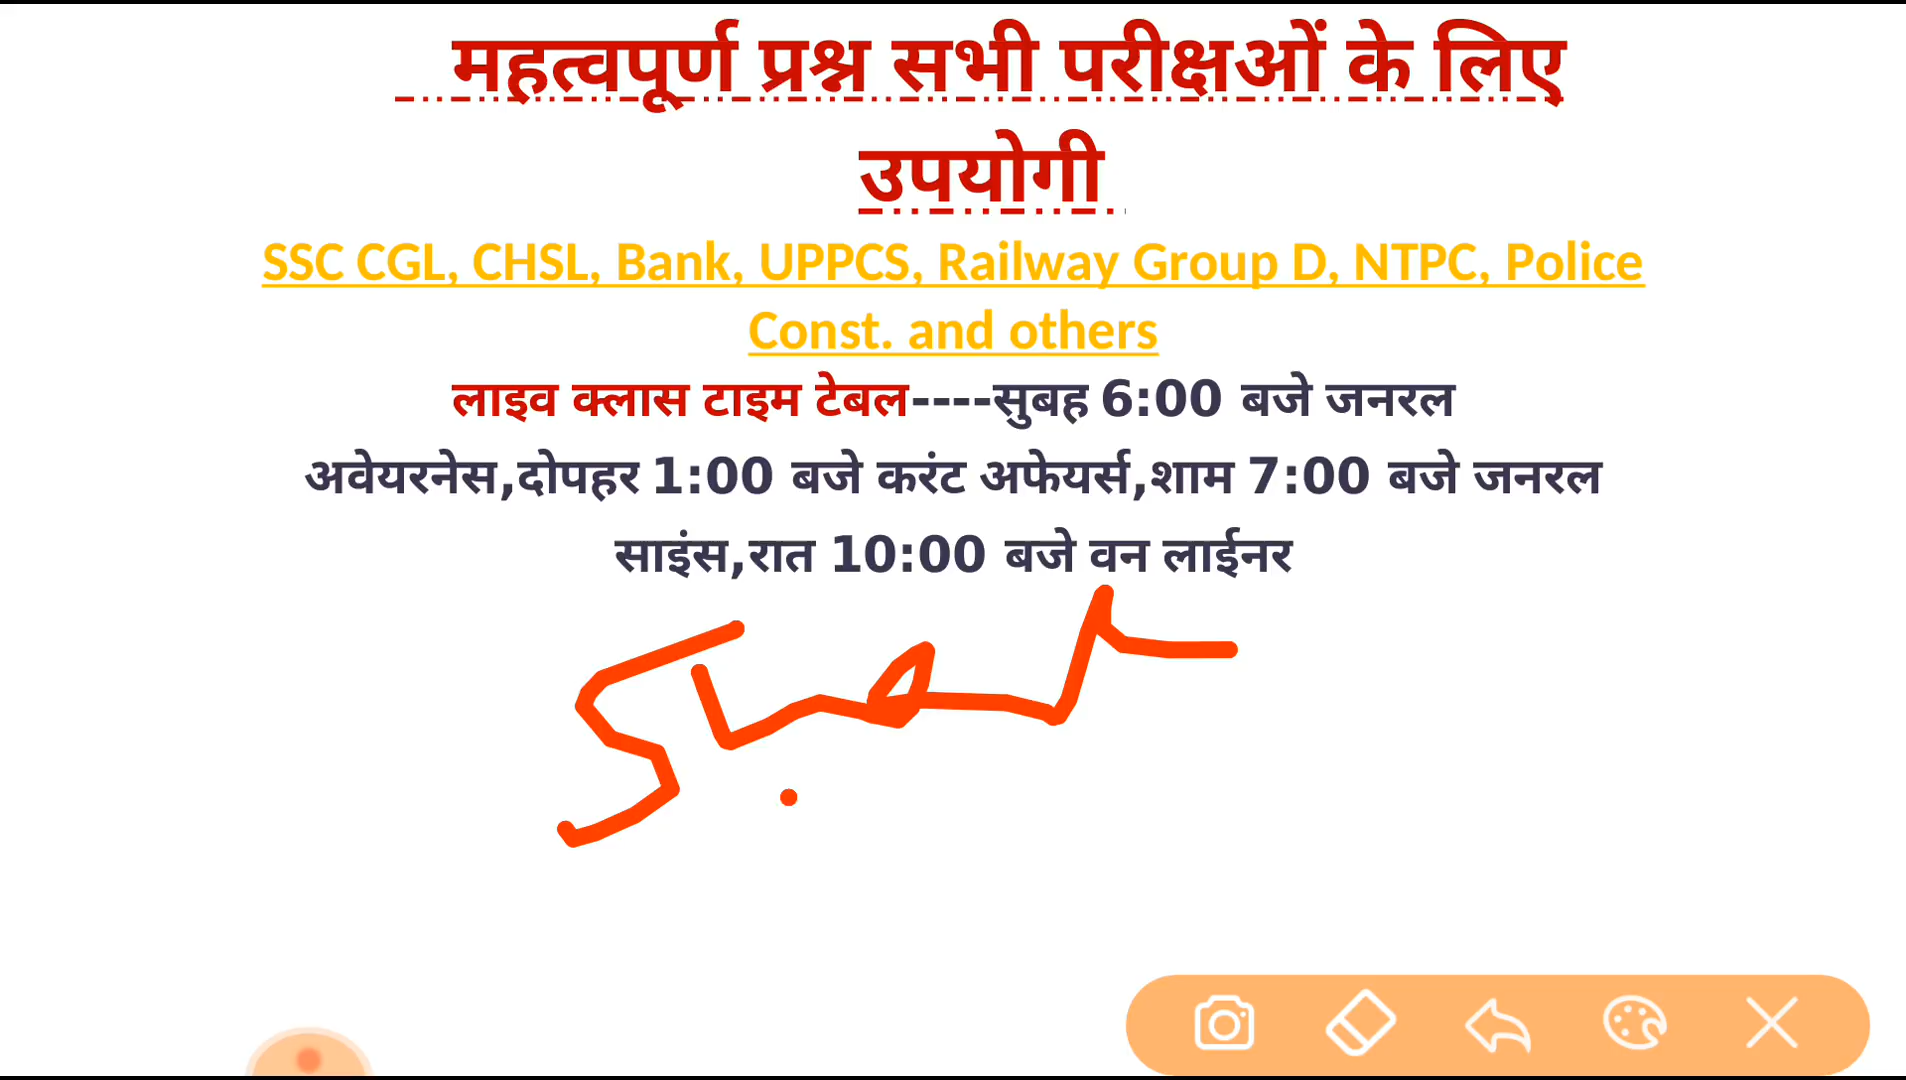 महत्वपूर्ण प्रश्न सभी परीक्षओं के लिए
उपयोगी
SSC CGL, CHSL, Bank, UPPCS, Railway Group D, NTPC, Police
Const. and others
लाइव क्लास टाइम टेबल----सुबह 6:00 बजे जनरल
अवेयरनेस,दोपहर 1:00 बजे करंट अफेयर्स,शाम 7:00 बजे जनरल
साइंस,रात 10:00 बजे वन लाईनर